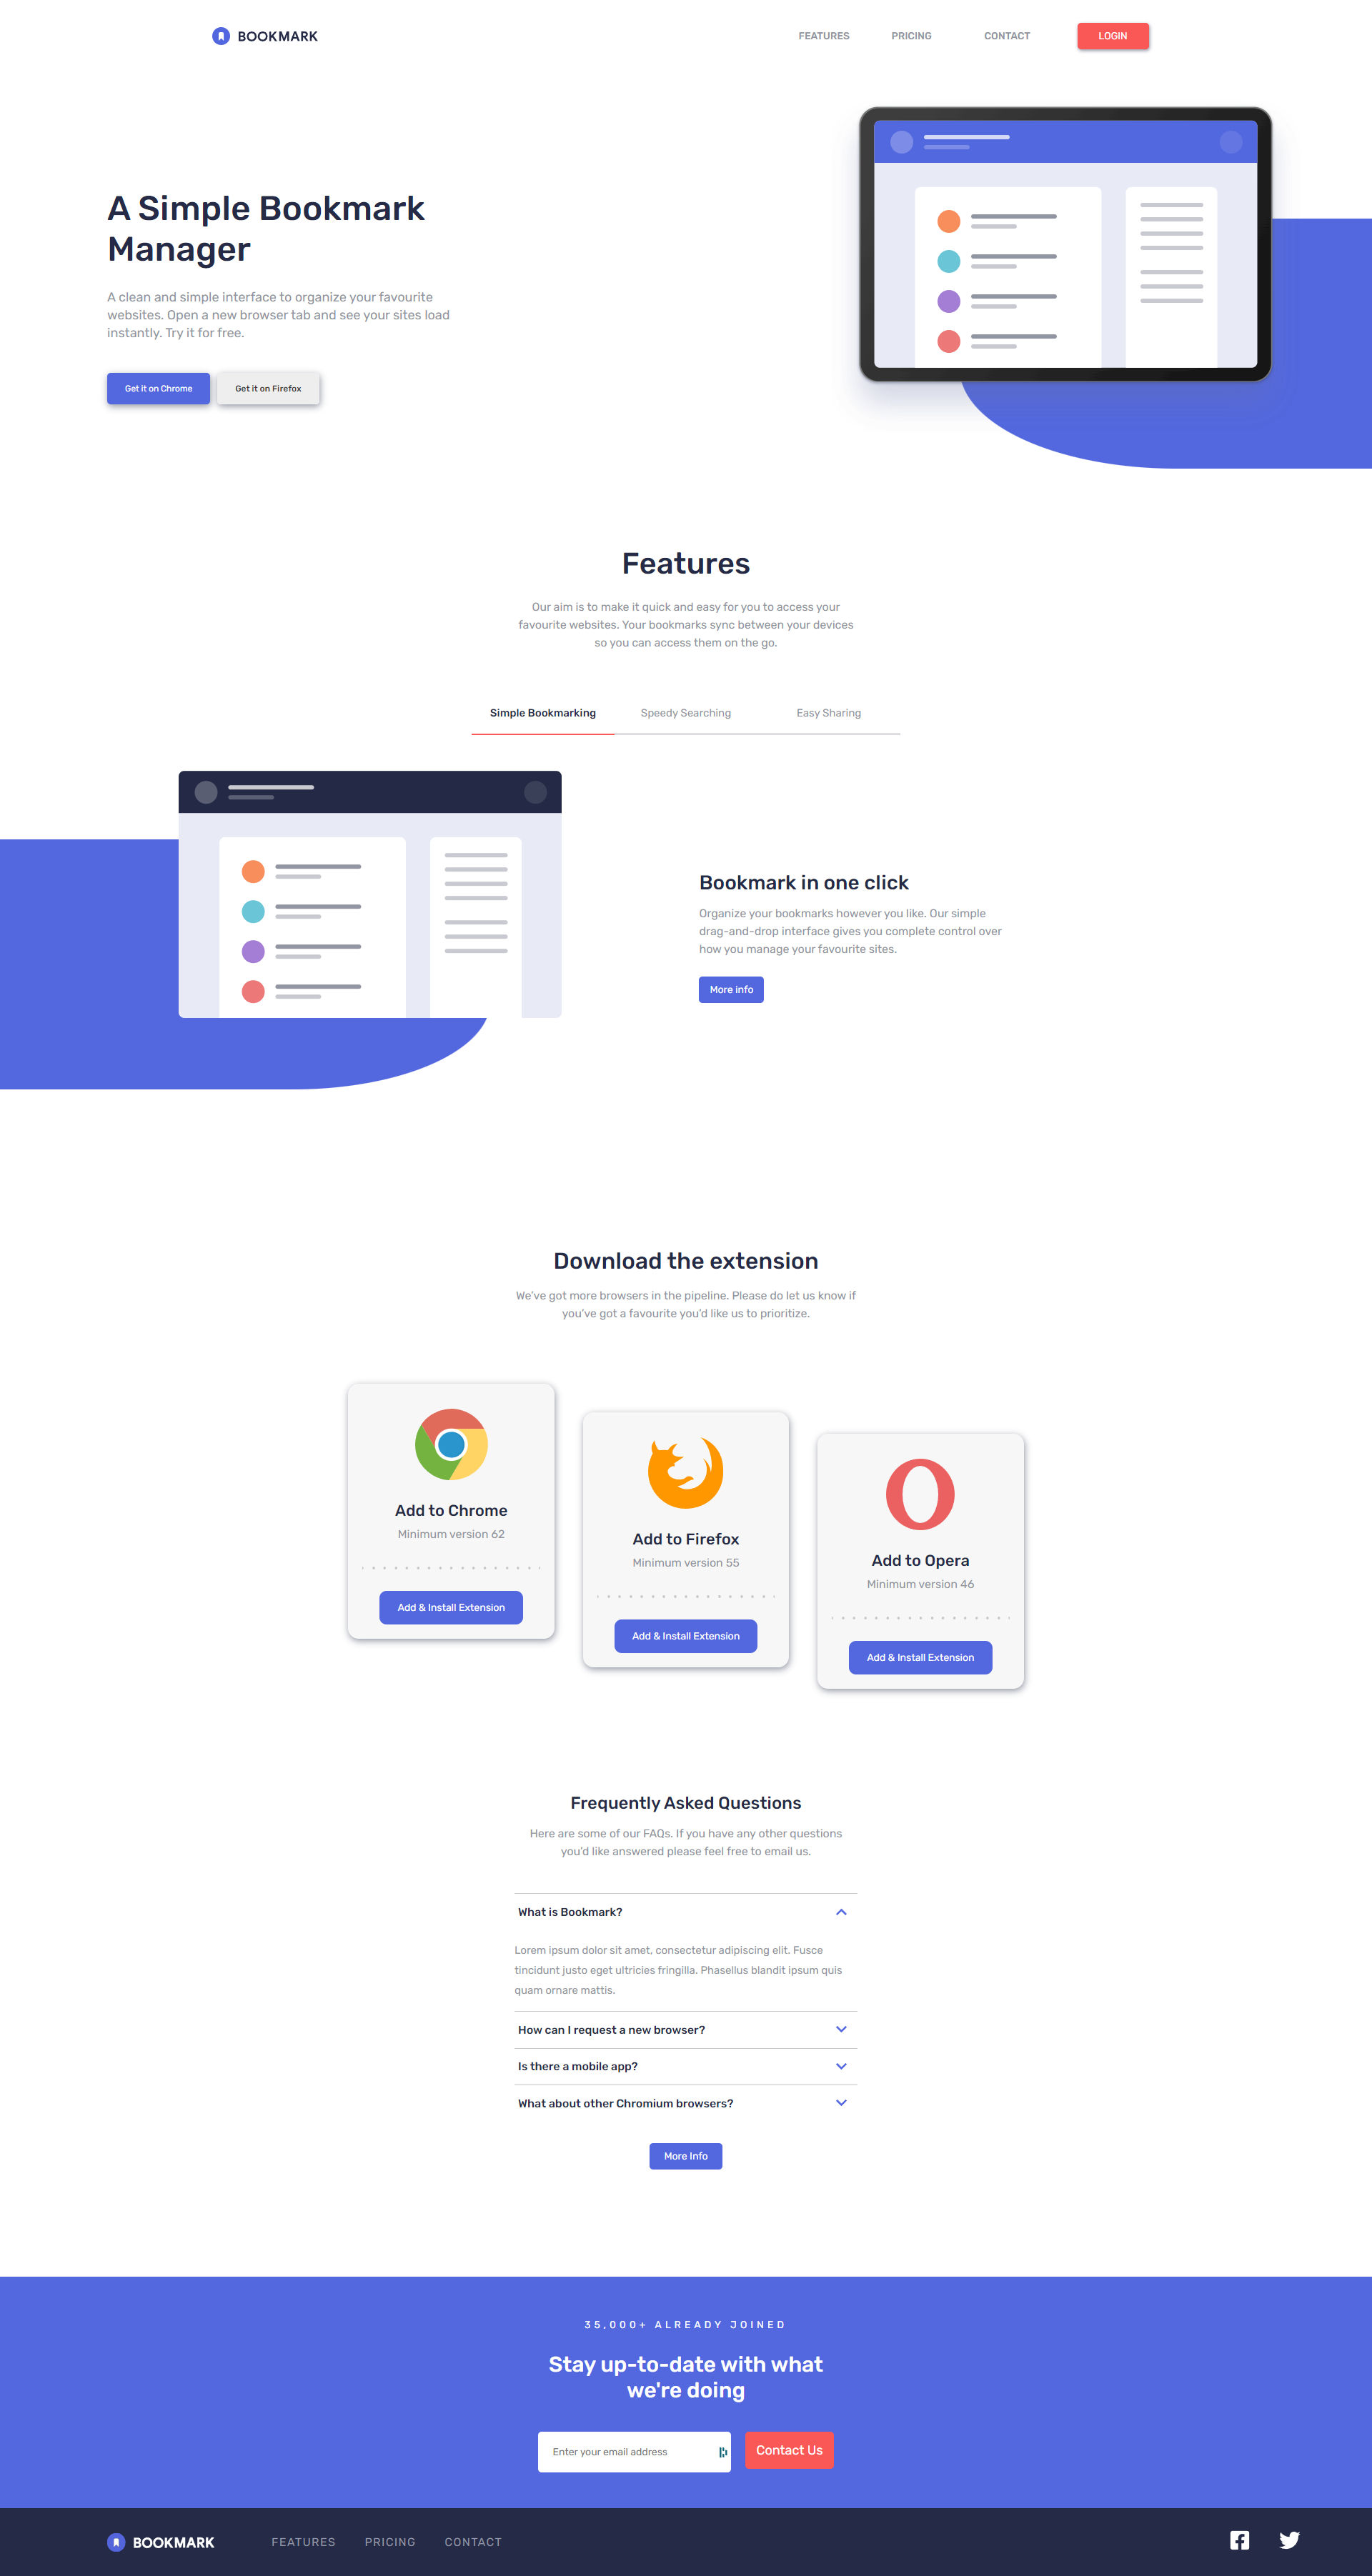 BOOKMARK
FEATURES PRICING CONTACT LOGIN
A Simple Bookmark
Manager
A clean and simple interface to organize your favourite
websites. Open a new browser tab and see your sites load
instantly. Try it for free.
Get it on Chrome Get it on Firefox
Features
Our aim is to make it quick and easy for you to access your
favourite websites. Your bookmarks sync between your devices
so you can access them on the go.
Simple Bookmarking Speedy Searching Easy Sharing
Bookmark in one click
Organize your bookmarks however you like. Our simple
drag-and-drop interface gives you complete control over
how you manage your favourite sites.
More info
Download the extension
We've got more browsers in the pipeline. Please do let us know if
you've got a favourite you'd like us to prioritize.
Add to Chrome
Minimum version 62
Add & Install Extension
Add to Firefox
Minimum version 55
Add & Install Extension
Add to Opera
Minimum version 46
Add & Install Extension
Frequently Asked Questions
Here are some of our FAQs. If you have any other questions
you'd like answered please feel free to email us.
What is Bookmark?
Lorem ipsum dolor sit amet, consectetur adipiscing elit. Fusce
tincidunt justo eget ultricies fringilla. Phasellus blandit ipsum quis
quam ornare mattis.
How can I request a new browser?
Is there a mobile app?
What about other Chromium browsers?
More Info
35,000+ ALREADY JOINED
Stay up-to-date with what
we're doing
Enter your email address Contact Us
BOOKMARK FEATURES PRICING CONTACT